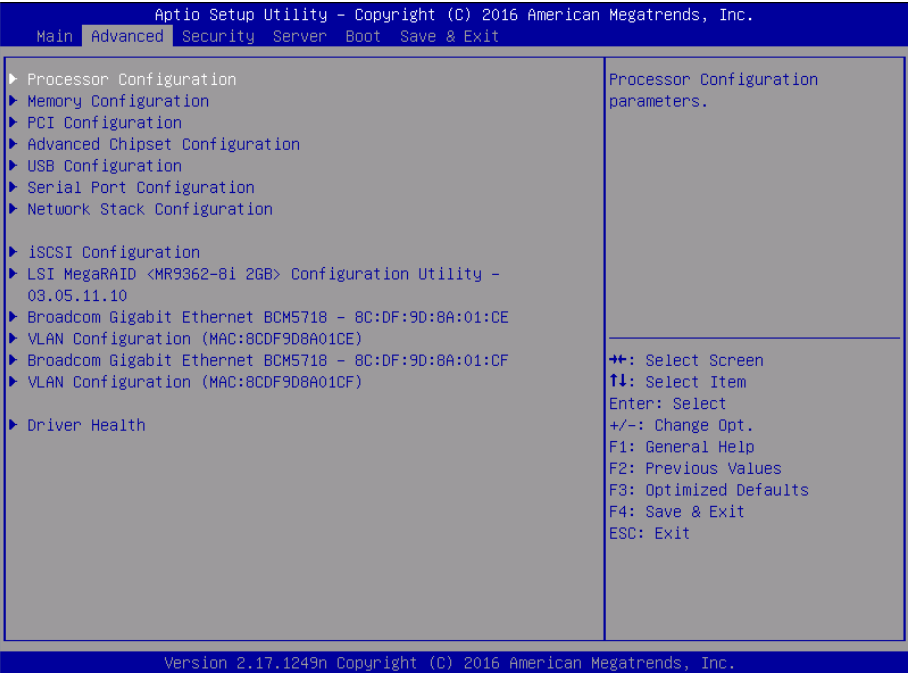 Aptio Setup Utility – Copyright (C) 2016 American Megatrends, Inc.
Main Advanced Security Server Boot Save & Exit
Processor Configuration
Memory Configuration
PCI Configuration
Advanced Chipset Configuration
USB Configuration
Serial Port Configuration
Network Stack Configuration
iSCSI Configuration
LSI MegaRAID <MR9362-8i 2GB> Configuration Utility –
03.05.11.10
Broadcom Gigabit Ethernet BCM5718 – 8C:DF:9D:8A:01:CE
VLAN Configuration (MAC:8CDF9D8A01CE)
Broadcom Gigabit Ethernet BCM5718 – 8C:DF:9D:8A:01:CF
VLAN Configuration (MAC:8CDF9D8A01CF)
Driver Health
Processor Configuration
parameters.
→←: Select Screen
↑↓: Select Item
Enter: Select
+/-: Change Opt.
F1: General Help
F2: Previous Values
F3: Optimized Defaults
F4: Save & Exit
ESC: Exit
Version 2.17.1249n Copyright (C) 2016 American Megatrends, Inc.